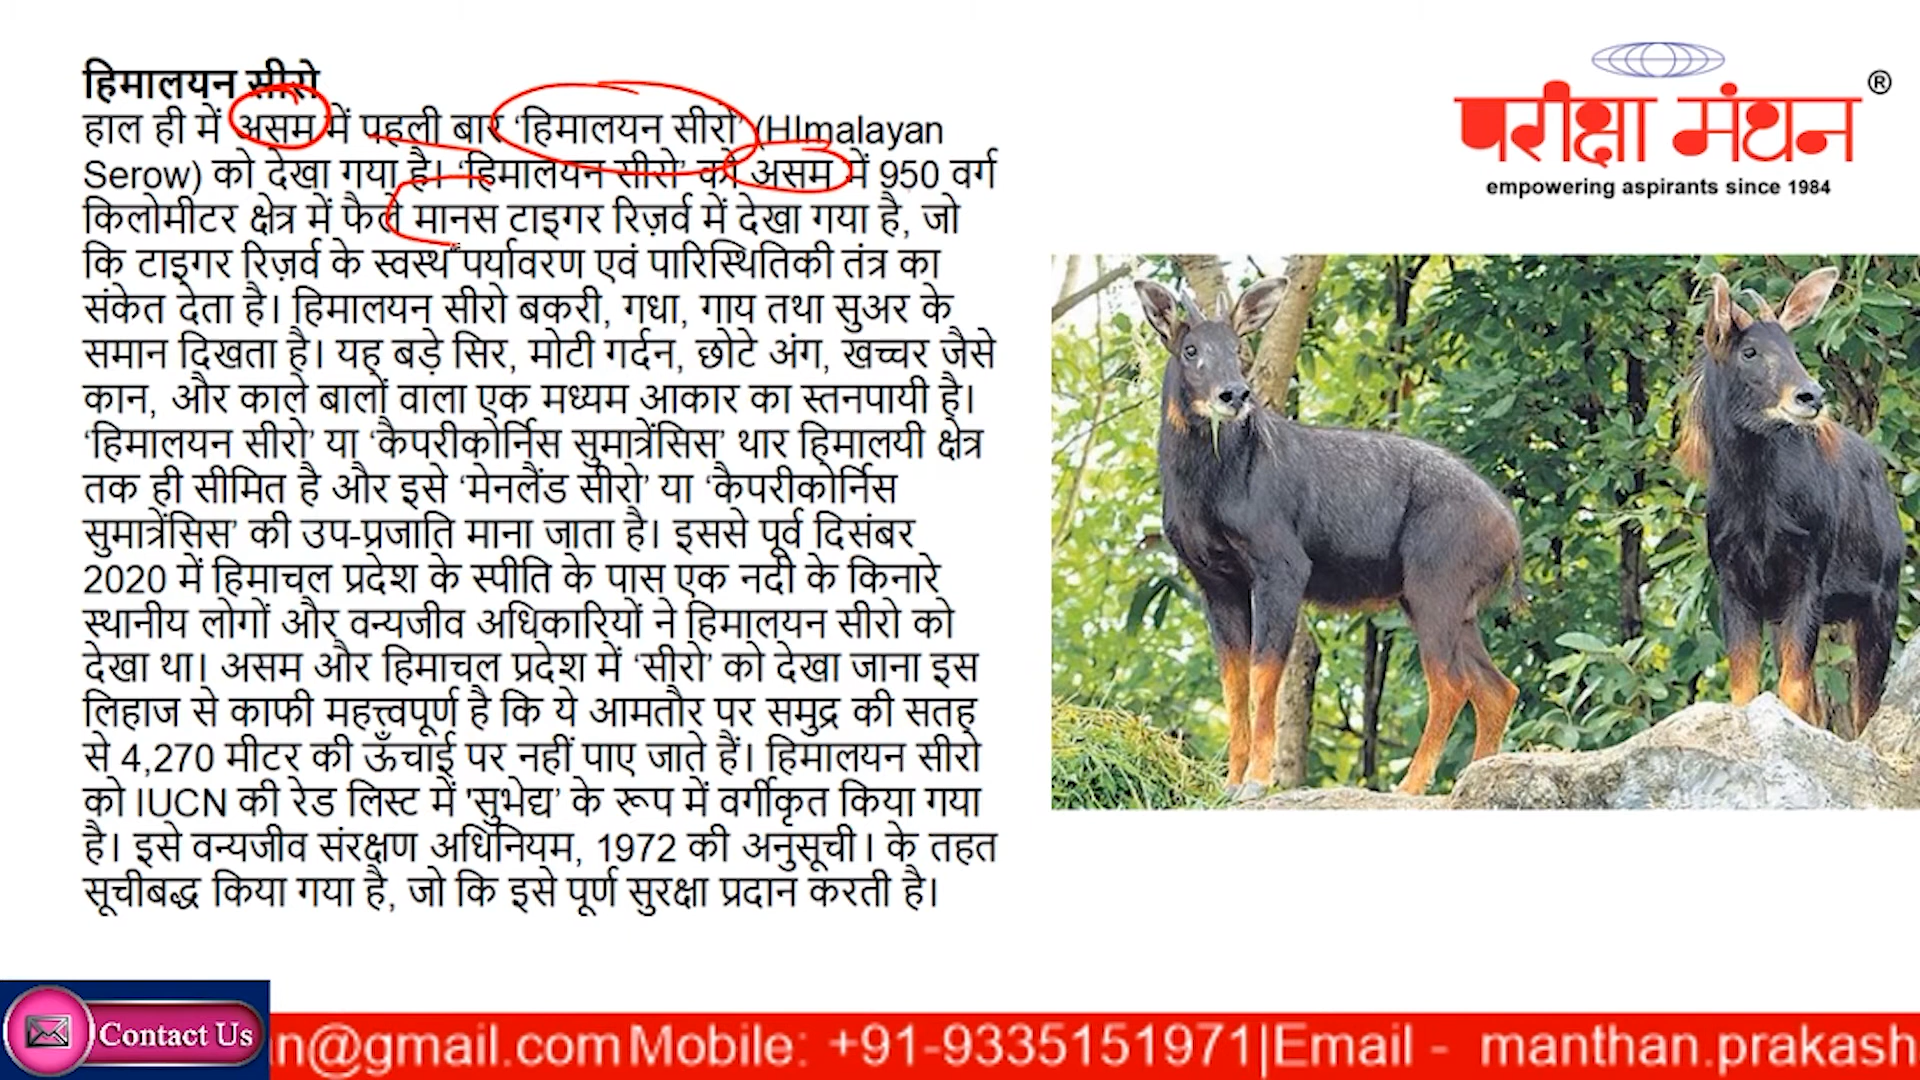 हिमालयन सीरो
हाल ही में असम में पहली बार ‘हिमालयन सीरो’ (HImalayan
Serow) को देखा गया है। ‘हिमालयन सीरो’ को असम में 950 वर्ग
किलोमीटर क्षेत्र में फैले मानस टाइगर रिज़र्व में देखा गया है, जो
कि टाइगर रिज़र्व के स्वस्थ पर्यावरण एवं पारिस्थितिकी तंत्र का
संकेत देता है। हिमालयन सीरो बकरी, गधा, गाय तथा सुअर के
समान दिखता है। यह बड़े सिर, मोटी गर्दन, छोटे अंग, खच्चर जैसे
कान, और काले बालों वाला एक मध्यम आकार का स्तनपायी है।
‘हिमालयन सीरो’ या ‘कैपरीकोर्निस सुमात्रेंसिस’ थार हिमालयी क्षेत्र
तक ही सीमित है और इसे ‘मेनलैंड सीरो’ या ‘कैपरीकोर्निस
सुमात्रेंसिस’ की उप-प्रजाति माना जाता है। इससे पूर्व दिसंबर
2020 में हिमाचल प्रदेश के स्पीति के पास एक नदी के किनारे
स्थानीय लोगों और वन्यजीव अधिकारियों ने हिमालयन सीरो को
देखा था। असम और हिमाचल प्रदेश में ‘सीरो’ को देखा जाना इस
लिहाज से काफी महत्त्वपूर्ण है कि ये आमतौर पर समुद्र की सतह
से 4,270 मीटर की ऊँचाई पर नहीं पाए जाते हैं। हिमालयन सीरो
को IUCN की रेड लिस्ट में 'सुभेद्य’ के रूप में वर्गीकृत किया गया
है। इसे वन्यजीव संरक्षण अधिनियम, 1972 की अनुसूची। के तहत
सूचीबद्ध किया गया है, जो कि इसे पूर्ण सुरक्षा प्रदान करती है।
परीक्षा मंथन ®
empowering aspirants since 1984
Contact Us
an@gmail.com Mobile: +91-9335151971|Email - manthan.prakash